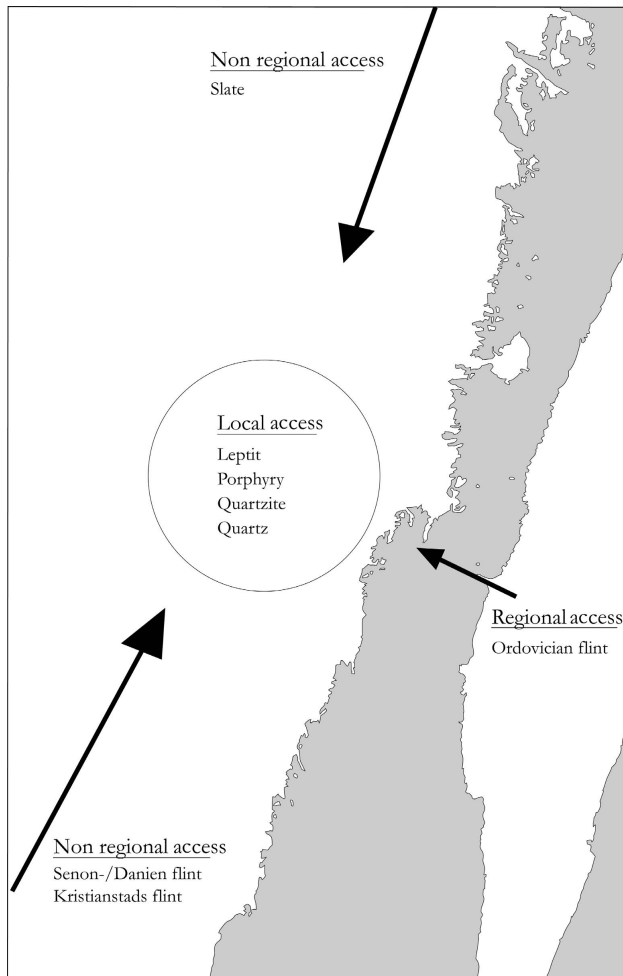 Non regional access
Slate
Local access
Leptit
Porphyry
Quartzite
Quartz
Regional access
Ordovician flint
Non regional access
Senon-/Danien flint
Kristianstads flint